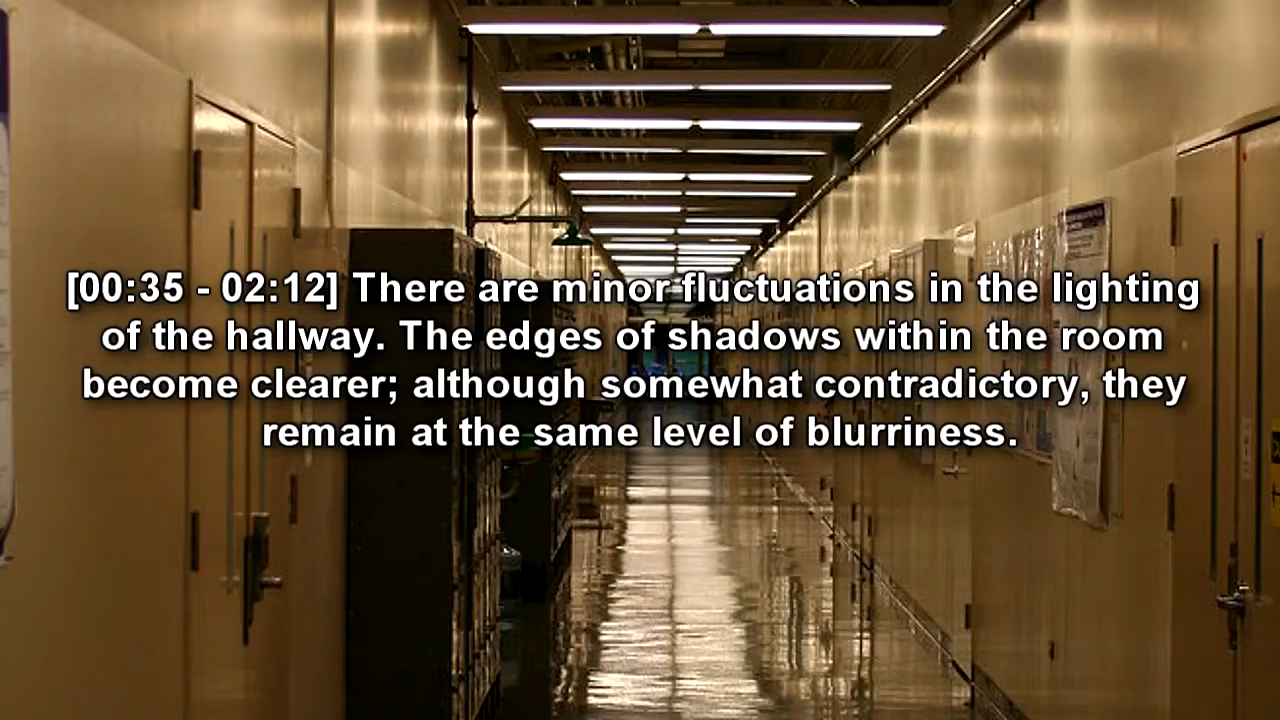 [00:35 - 02:12] There are minor fluctuations in the lighting
of the hallway. The edges of shadows within the room
become clearer; although somewhat contradictory, they
remain at the same level of blurriness.